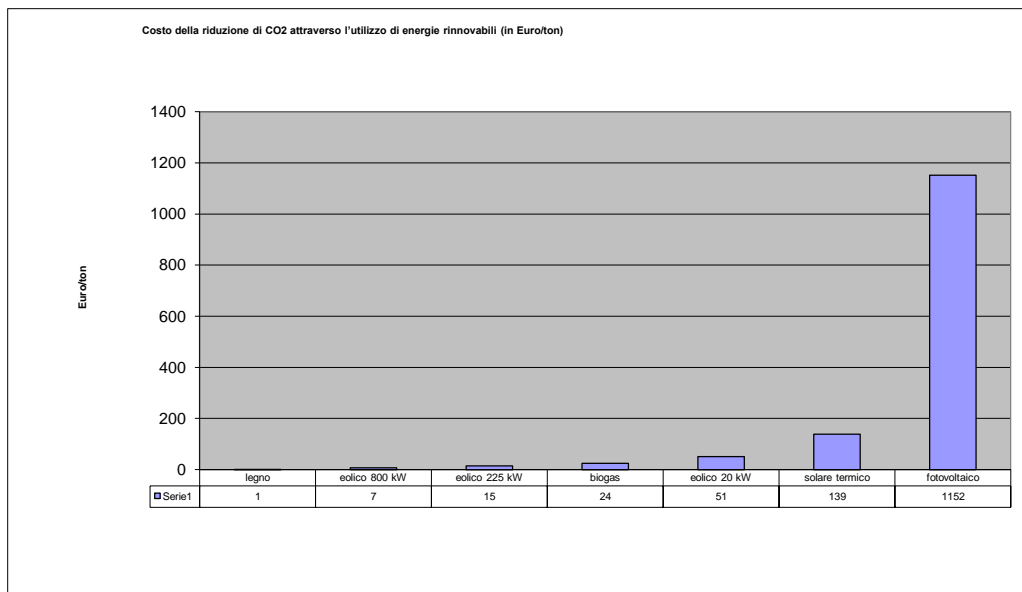 Costo della riduzione di CO2 attraverso l'utilizzo di energie rinnovabili (in Euro/ton)
1400
1200
1000
800
600
400
200
0
Euro/ton
legno eolico 800 kW eolico 225 kW biogas eolico 20 kW solare termico fotovoltaico
Serie1 1 7 15 24 51 139 1152